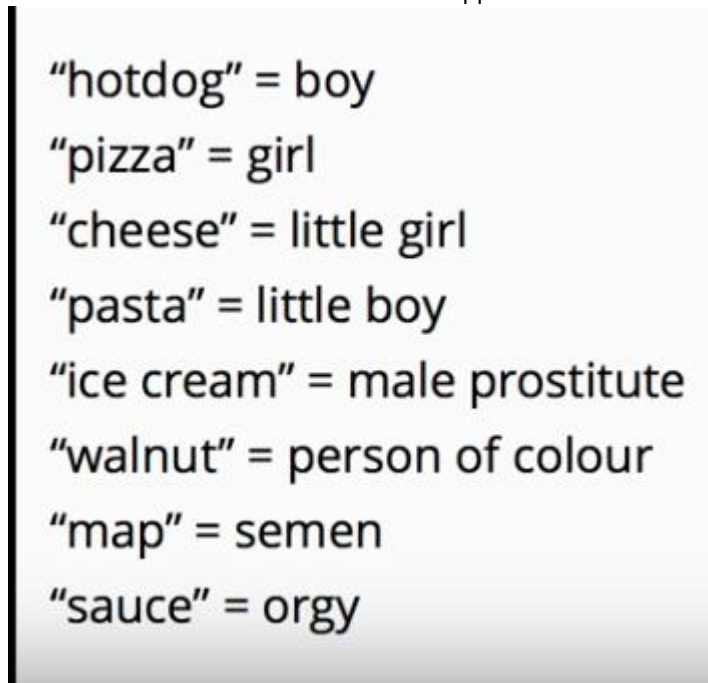 “hotdog” = boy
“pizza” = girl
“cheese” = little girl
“pasta” = little boy
“ice cream” = male prostitute
“walnut” = person of colour
“map” = semen
“sauce” = orgy